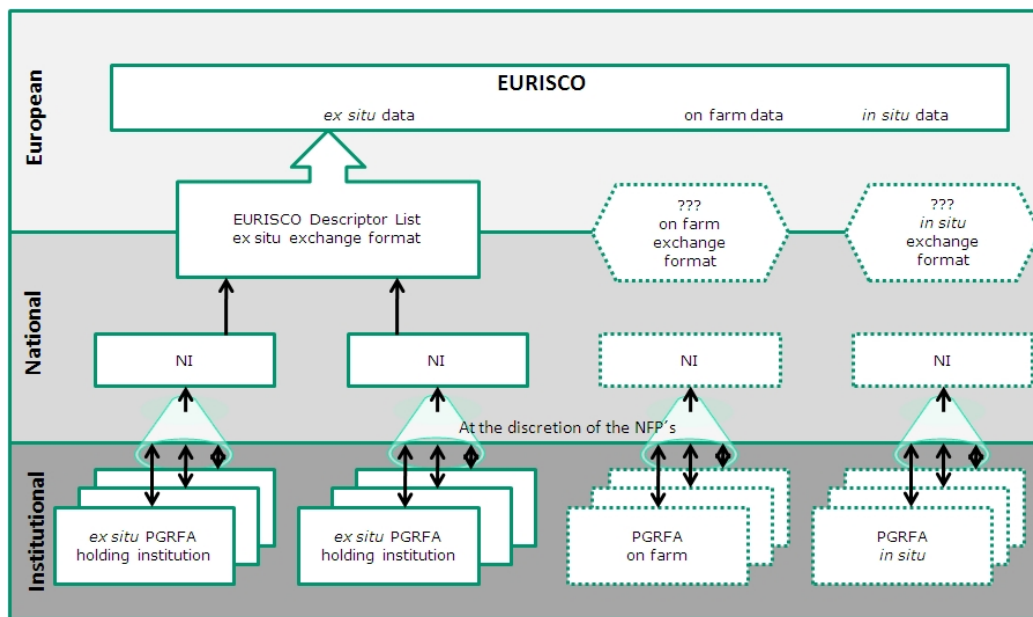 European
EURISCO
ex situ data
on farm data
in situ data
EURISCO Descriptor List
ex situ exchange format
???
on farm
exchange
format
???
in situ
exchange
format
National
NI
NI
NI
NI
At the discretion of the NFP´s
Institutional
ex situ PGRFA
holding institution
ex situ PGRFA
holding institution
PGRFA
on farm
PGRFA
in situ